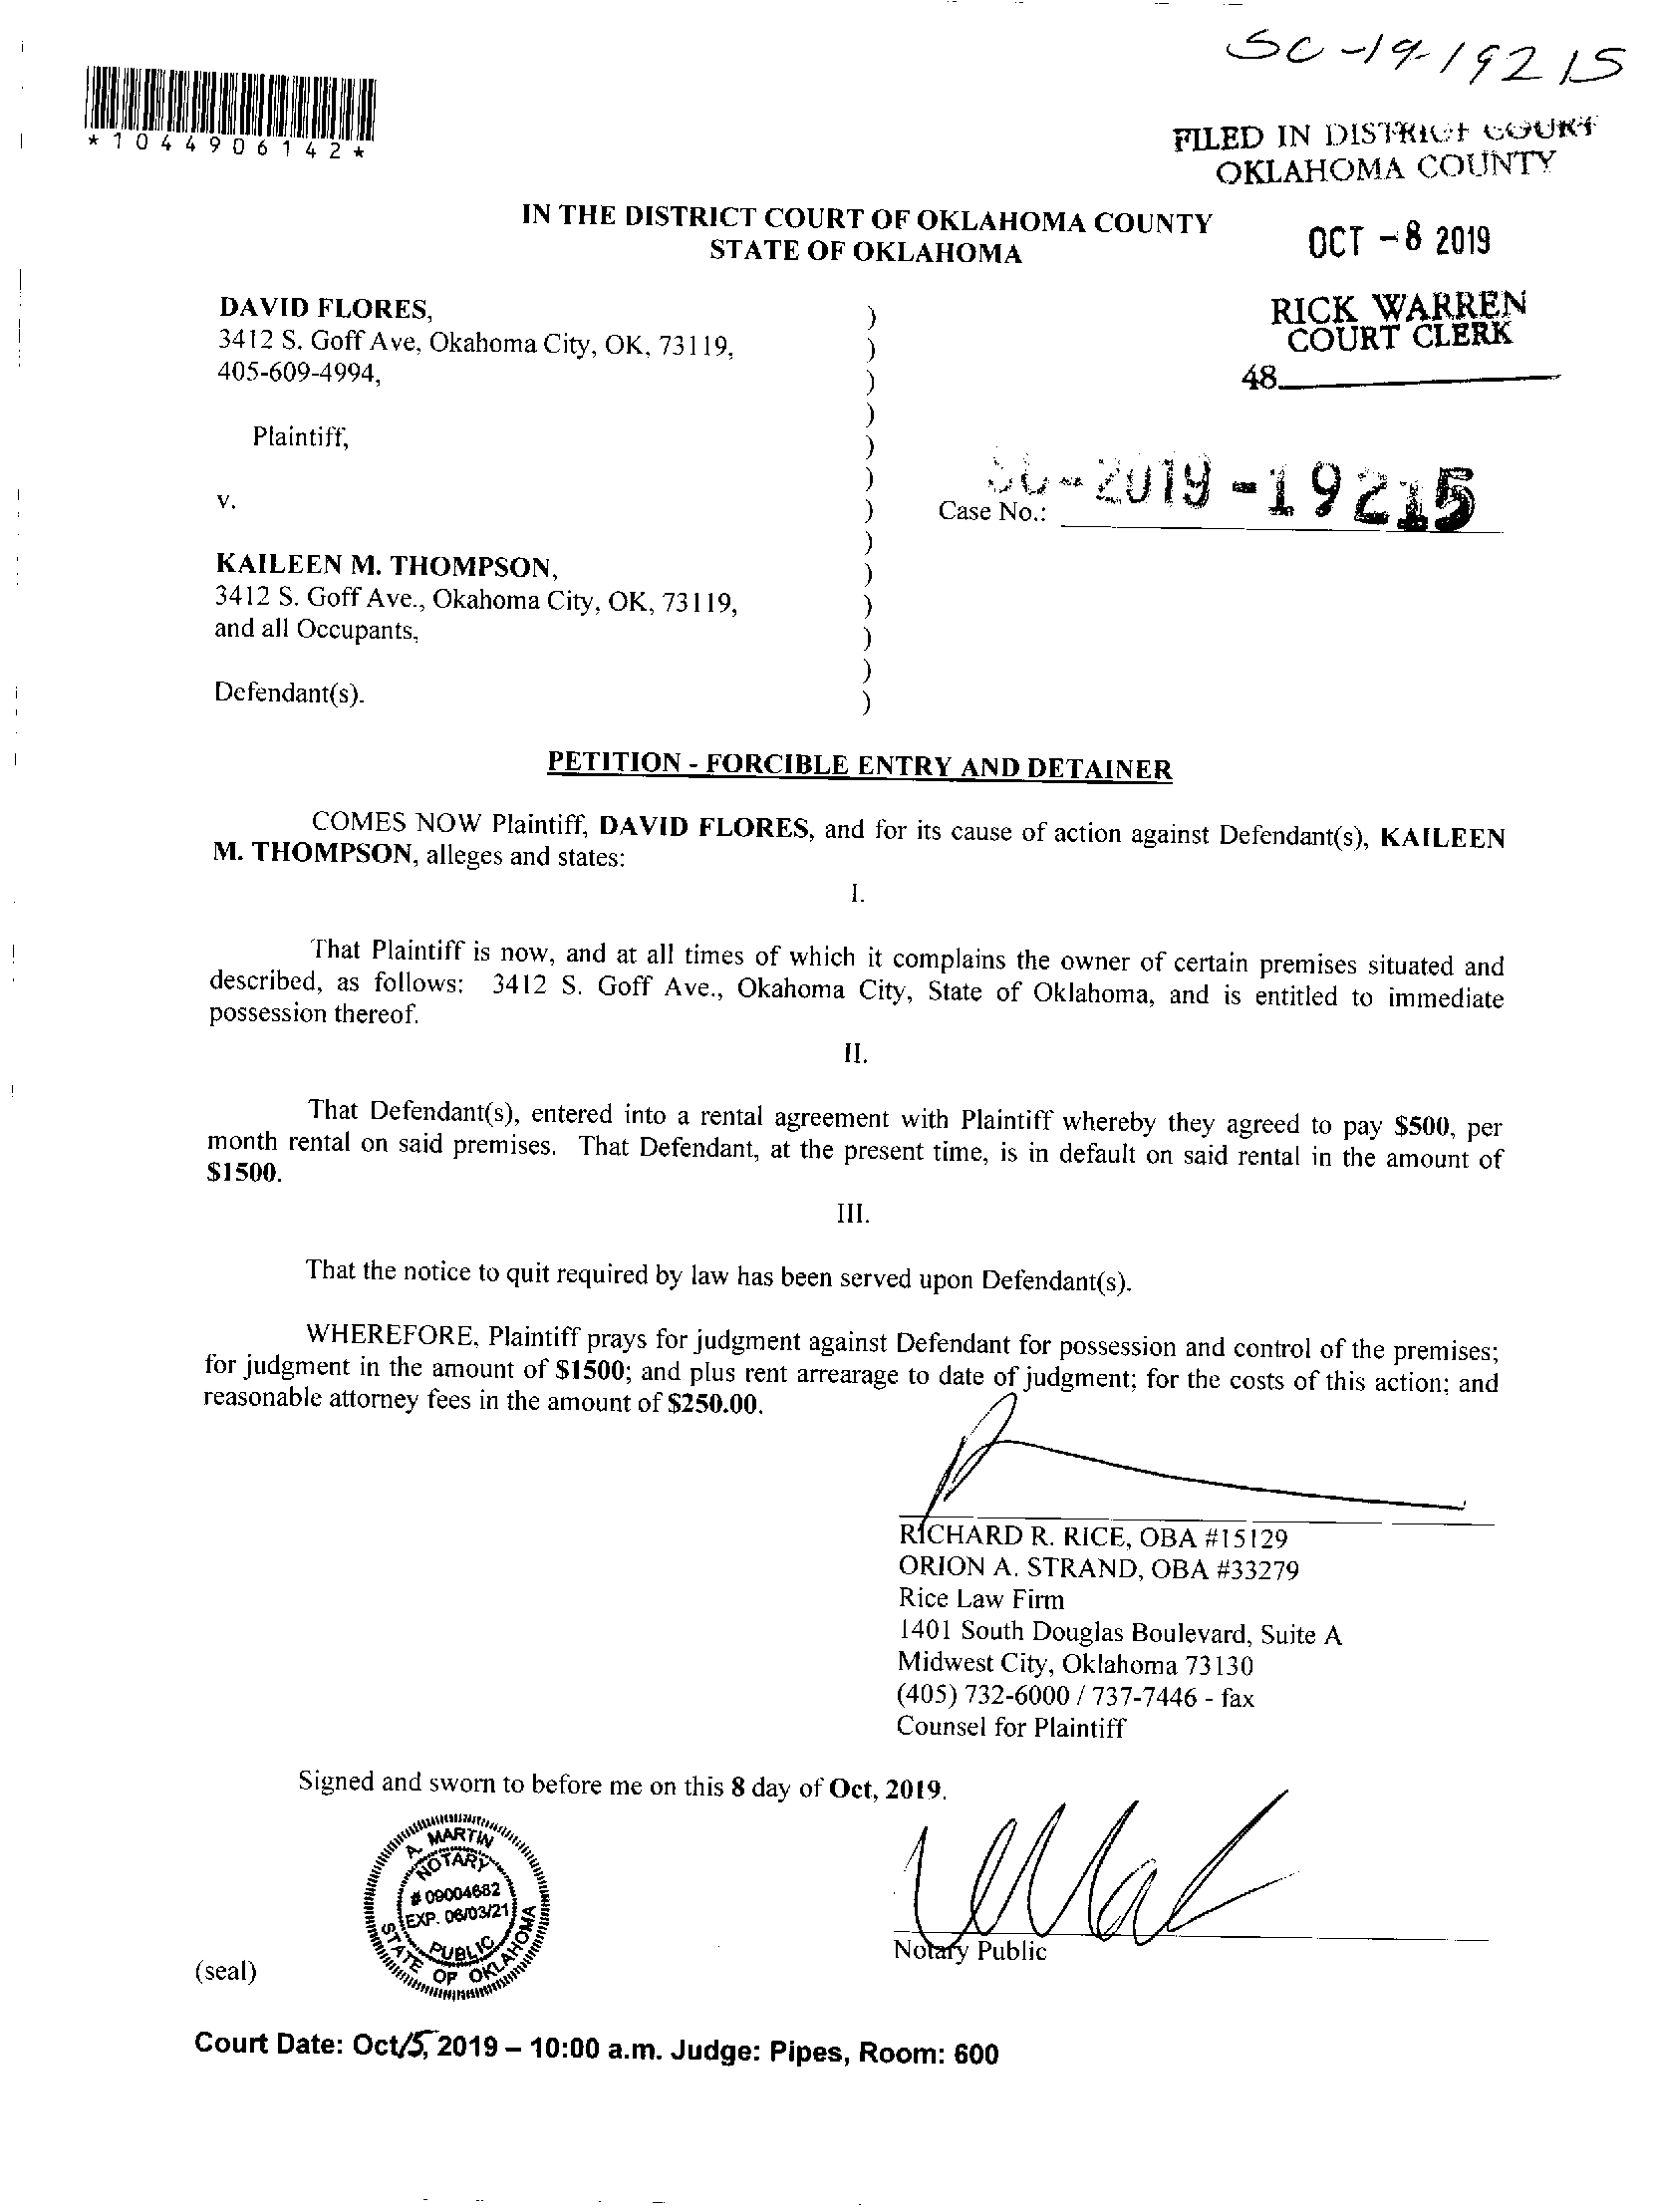 SC-19-19215
*1044906142*
FILED IN DISTRICT COURT
OKLAHOMA COUNTY
IN THE DISTRICT COURT OF OKLAHOMA COUNTY
STATE OF OKLAHOMA
OCT -8 2019
RICK WARREN
COURT CLERK
48
DAVID FLORES,
3412 S. Goff Ave, Okahoma City, OK, 73119,
405-609-4994,
Plaintiff,
v.
SC-2019-19215
Case No.:
KAILEEN M. THOMPSON,
3412 S. Goff Ave., Okahoma City, OK, 73119,
and all Occupants,
Defendant(s).
)
)
)
)
)
)
)
)
)
)
)
)
)
PETITION - FORCIBLE ENTRY AND DETAINER
COMES NOW Plaintiff, DAVID FLORES, and for its cause of action against Defendant(s), KAILEEN
M. THOMPSON, alleges and states:
I.
That Plaintiff is now, and at all times of which it complains the owner of certain premises situated and
described, as follows: 3412 S. Goff Ave., Okahoma City, State of Oklahoma, and is entitled to immediate
possession thereof.
II.
That Defendant(s), entered into a rental agreement with Plaintiff whereby they agreed to pay $500, per
month rental on said premises. That Defendant, at the present time, is in default on said rental in the amount of
$1500.
III.
That the notice to quit required by law has been served upon Defendant(s).
WHEREFORE, Plaintiff prays for judgment against Defendant for possession and control of the premises;
for judgment in the amount of $1500; and plus rent arrearage to date of judgment; for the costs of this action; and
reasonable attorney fees in the amount of $250.00.
RICHARD R. RICE, OBA #15129
ORION A. STRAND, OBA #33279
Rice Law Firm
1401 South Douglas Boulevard, Suite A
Midwest City, Oklahoma 73130
(405) 732-6000 / 737-7446 - fax
Counsel for Plaintiff
Signed and sworn to before me on this 8 day of Oct, 2019.
A. MARTIN
NOTARY
# 09004682
EXP. 06/03/21
PUBLIC
STATE OF OKLAHOMA
Notary Public
(seal)
Court Date: Oct 15, 2019 – 10:00 a.m. Judge: Pipes, Room: 600